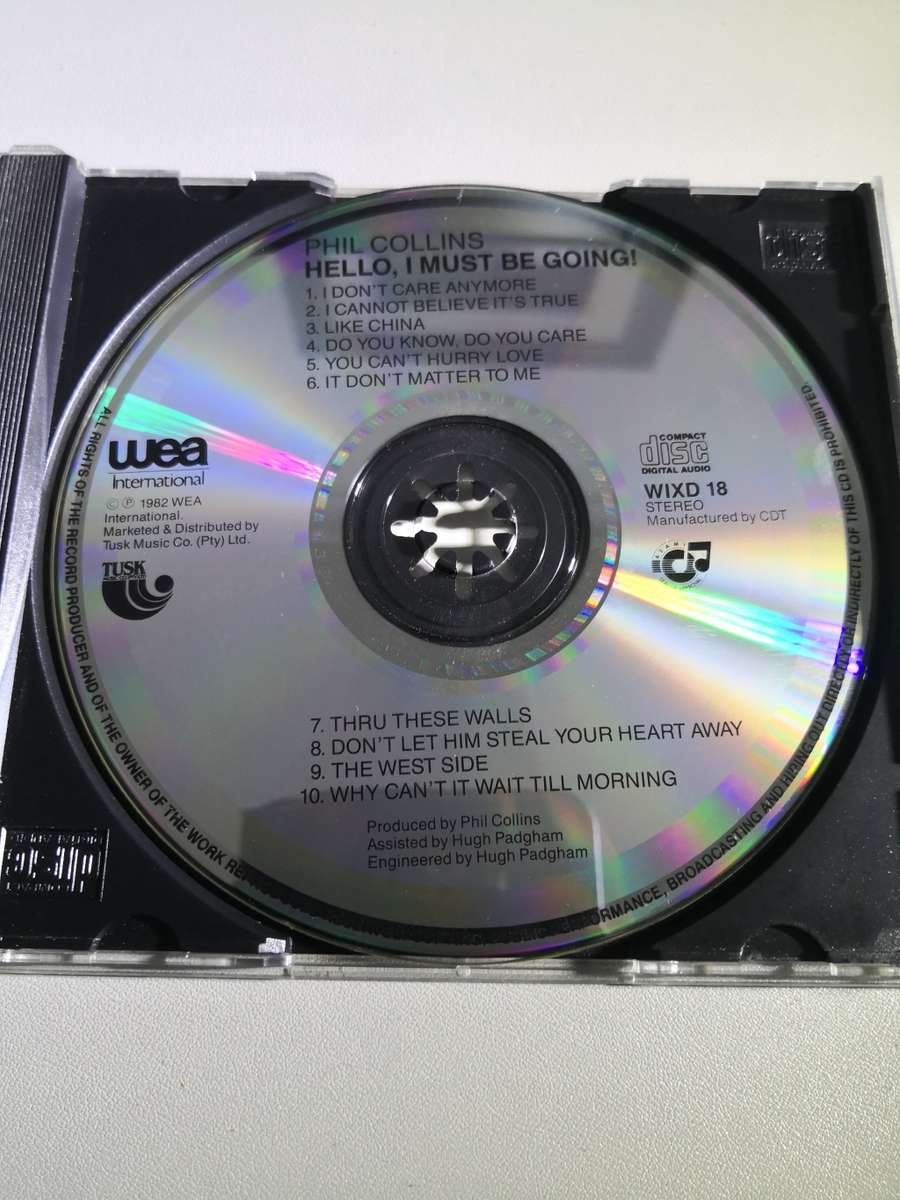 PHIL COLLINS
HELLO, I MUST BE GOING!
1. I DON'T CARE ANYMORE
2. I CANNOT BELIEVE IT'S TRUE
3. LIKE CHINA
4. DO YOU KNOW, DO YOU CARE
5. YOU CAN'T HURRY LOVE
6. IT DON'T MATTER TO ME
wea
International
© ℗ 1982 WEA
International.
Marketed & Distributed by
Tusk Music Co. (Pty) Ltd.
TUSK
COMPACT
disc
DIGITAL AUDIO
WIXD 18
STEREO
Manufactured by CDT
7. THRU THESE WALLS
8. DON'T LET HIM STEAL YOUR HEART AWAY
9. THE WEST SIDE
10. WHY CAN'T IT WAIT TILL MORNING
Produced by Phil Collins
Assisted by Hugh Padgham
Engineered by Hugh Padgham
ALL RIGHTS OF THE RECORD PRODUCER AND OF THE OWNER OF THE WORK PERFORMANCE, BROADCASTING AND HIRING OUT DIRECTLY OR INDIRECTLY OF THIS CD IS PROHIBITED.